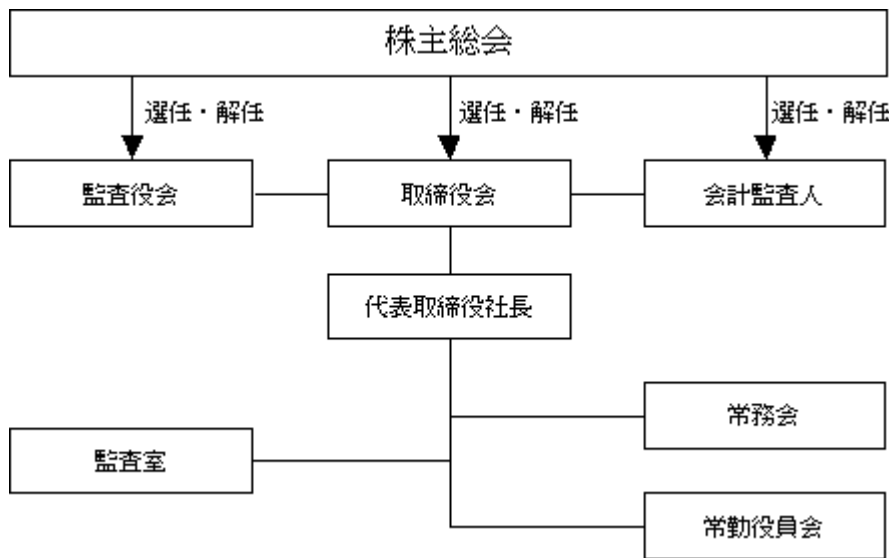 株主総会
選任・解任
選任・解任
選任・解任
監査役会
取締役会
会計監査人
代表取締役社長
常務会
監査室
常勤役員会